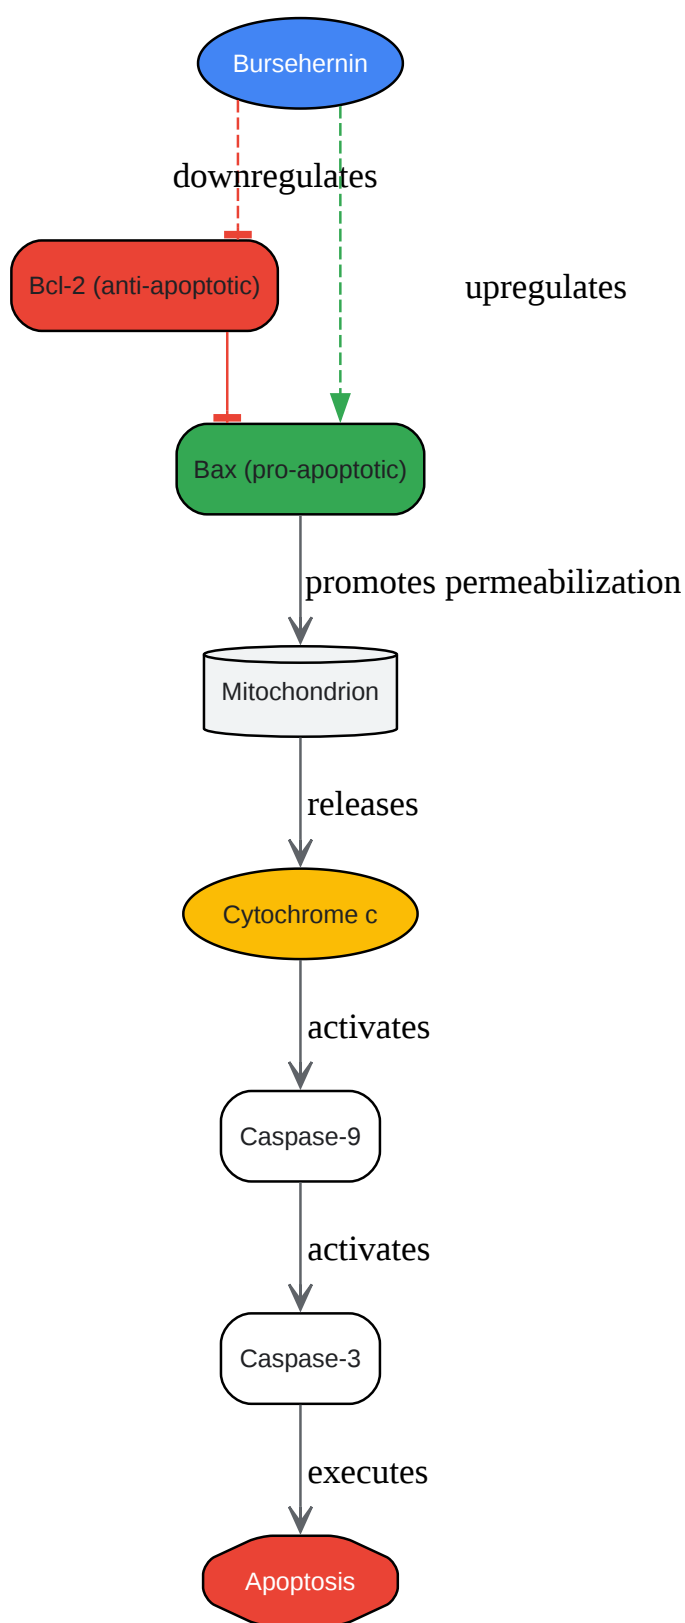 Bursehernin
downregulates
Bcl-2 (anti-apoptotic)
upregulates
Bax (pro-apoptotic)
promotes permeabilization
Mitochondrion
releases
Cytochrome c
activates
Caspase-9
activates
Caspase-3
executes
Apoptosis